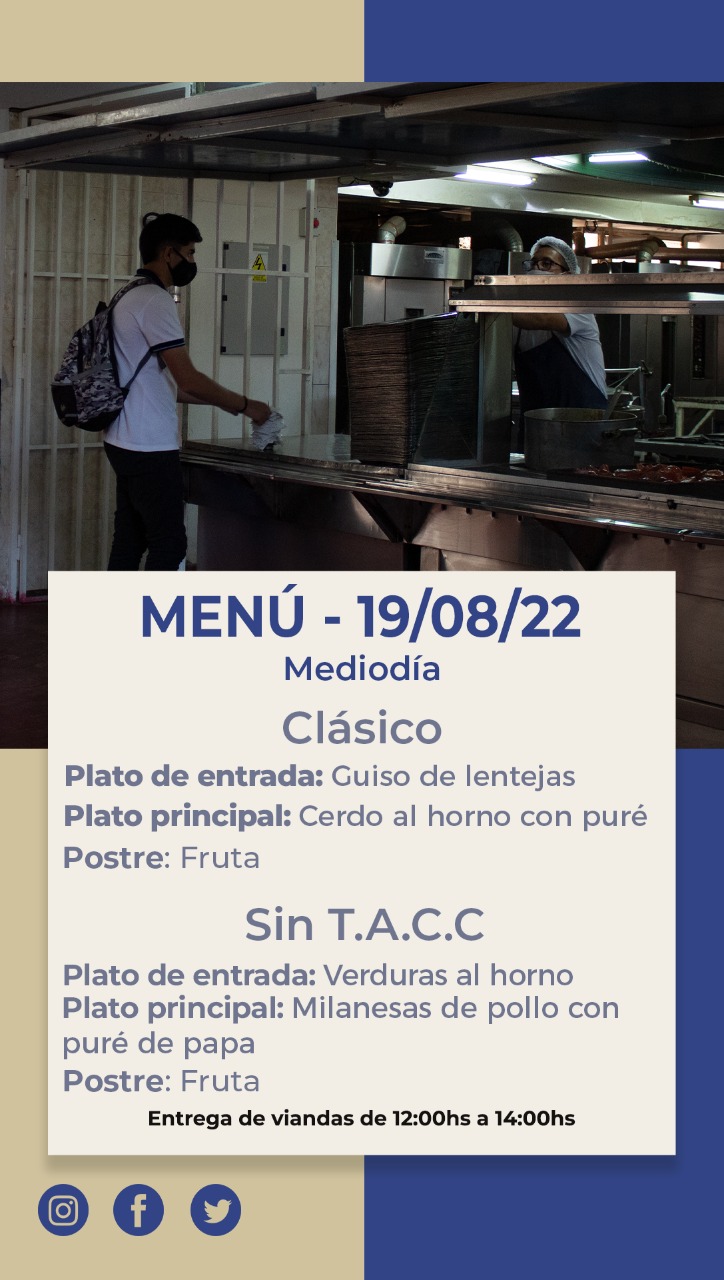 MENÚ - 19/08/22
Mediodía
Clásico
Plato de entrada: Guiso de lentejas
Plato principal: Cerdo al horno con puré
Postre: Fruta
Sin T.A.C.C
Plato de entrada: Verduras al horno
Plato principal: Milanesas de pollo con
puré de papa
Postre: Fruta
Entrega de viandas de 12:00hs a 14:00hs